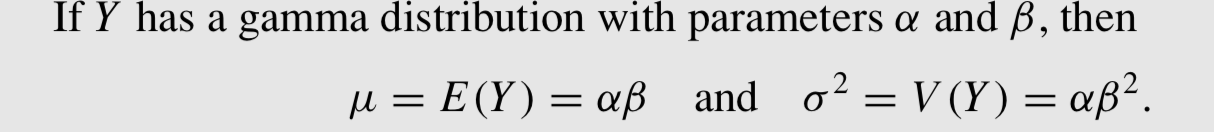 If Y has a gamma distribution with parameters α and β, then
μ = E(Y) = αβ and σ² = V(Y) = αβ².